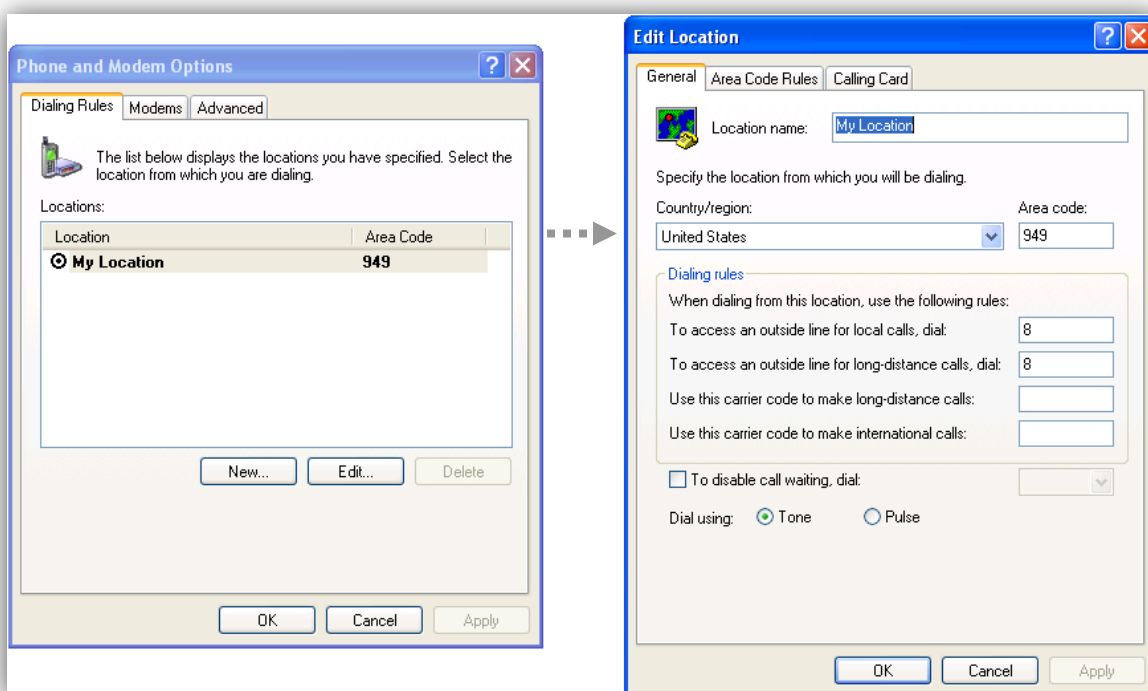 Phone and Modem Options
Dialing Rules Modems Advanced
The list below displays the locations you have specified. Select the
location from which you are dialing.
Locations:
Location Area Code
My Location 949
New... Edit... Delete
OK Cancel Apply
Edit Location
General Area Code Rules Calling Card
Location name: My Location
Specify the location from which you will be dialing.
Country/region: Area code:
United States 949
Dialing rules
When dialing from this location, use the following rules:
To access an outside line for local calls, dial: 8
To access an outside line for long-distance calls, dial: 8
Use this carrier code to make long-distance calls:
Use this carrier code to make international calls:
To disable call waiting, dial:
Dial using: Tone Pulse
OK Cancel Apply